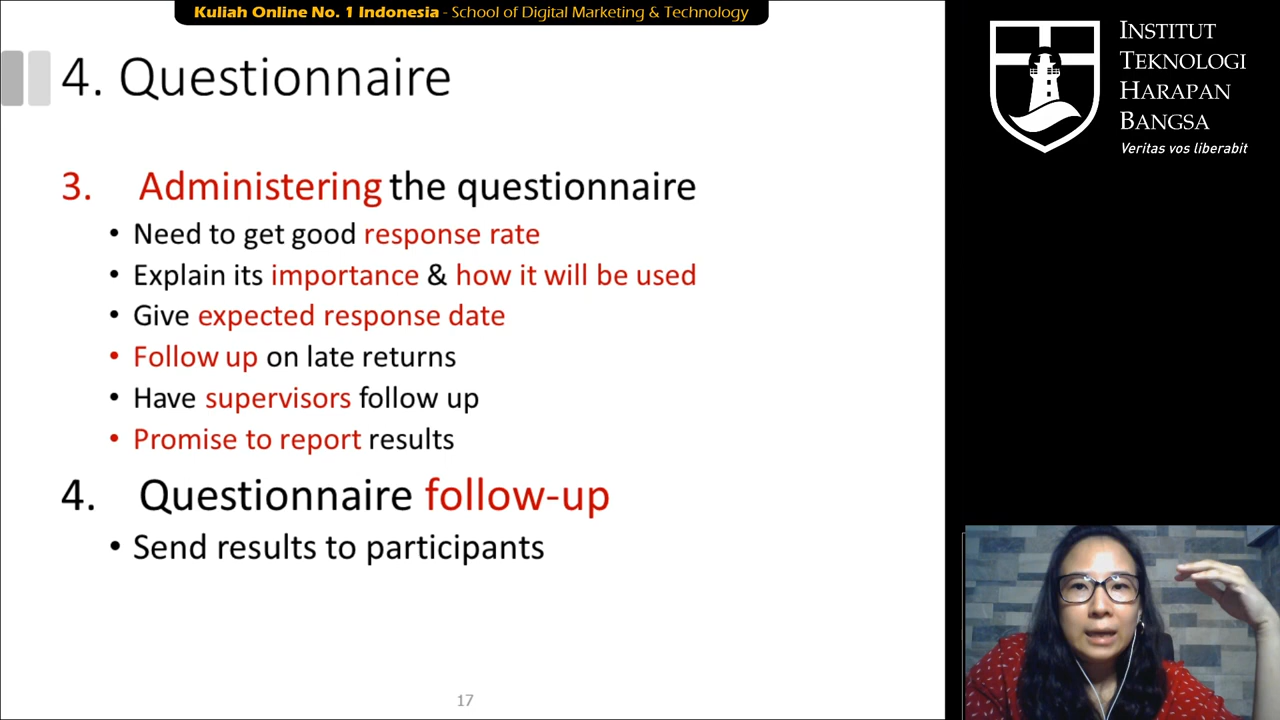 Kuliah Online No. 1 Indonesia - School of Digital Marketing & Technology
4. Questionnaire
3. Administering the questionnaire
• Need to get good response rate
• Explain its importance & how it will be used
• Give expected response date
• Follow up on late returns
• Have supervisors follow up
• Promise to report results
4. Questionnaire follow-up
• Send results to participants
17
INSTITUT
TEKNOLOGI
HARAPAN
BANGSA
Veritas vos liberabit